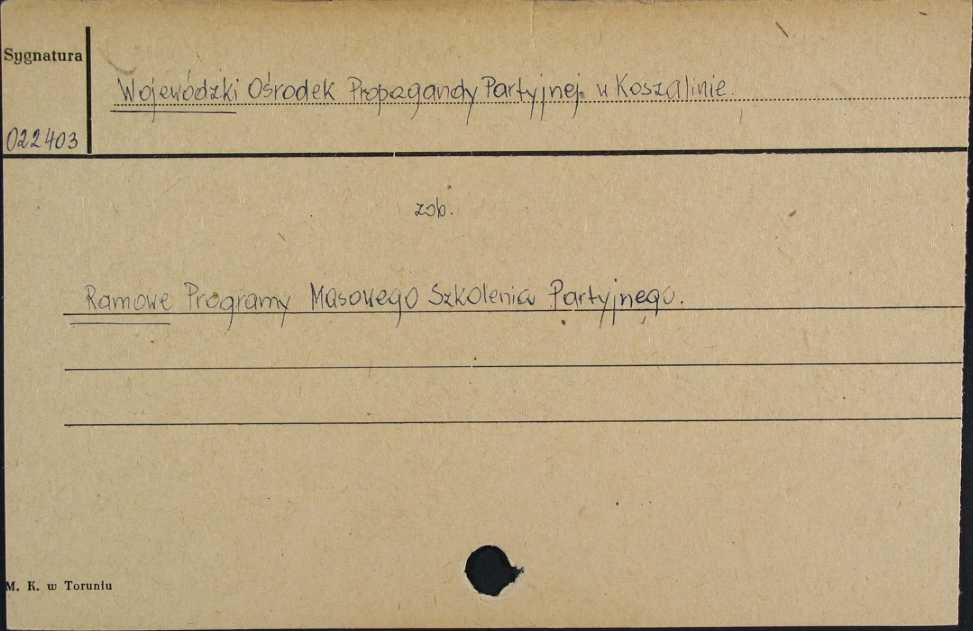 Sygnatura
Wojewódzki Ośrodek Propagandy Partyjnej w Koszalinie.
022403
zob.
Ramowe Programy Masowego Szkolenia Partyjnego.
M. K. w Toruniu